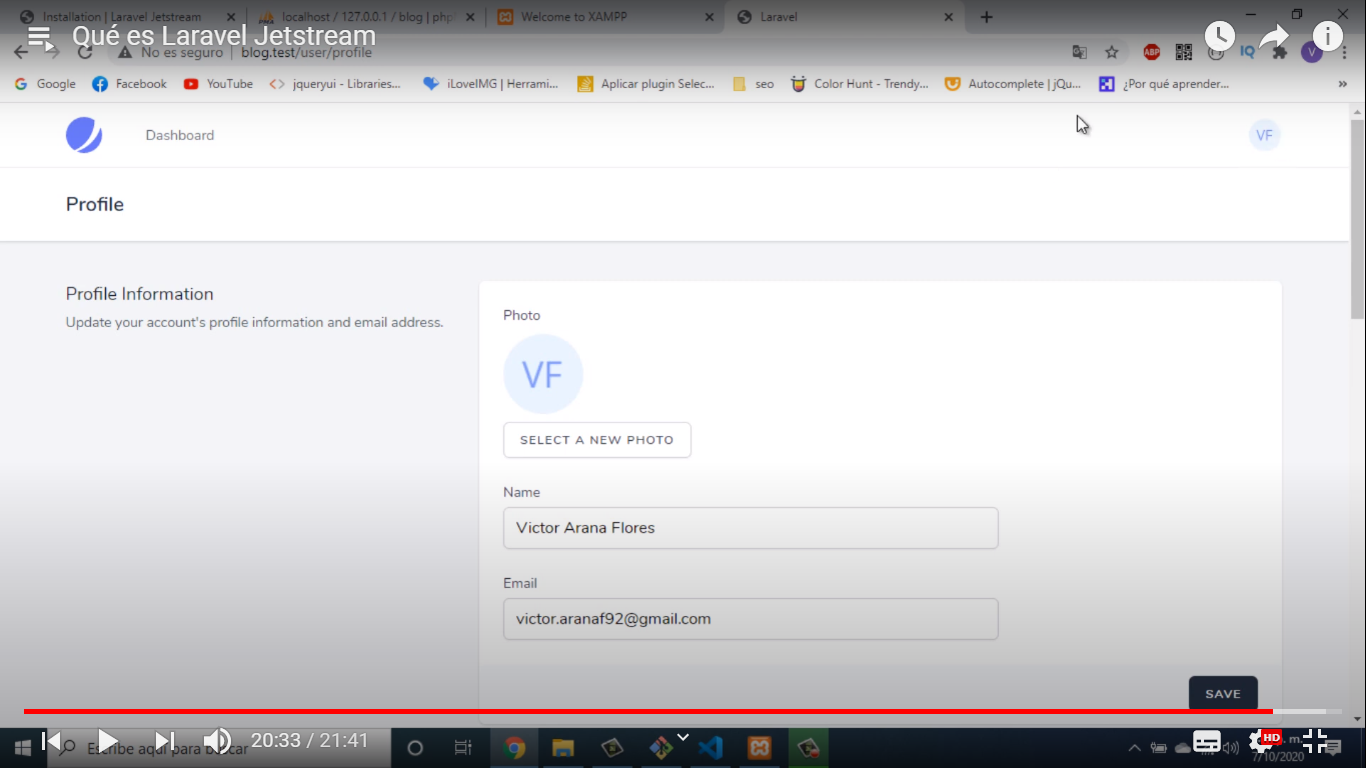 Installation | Laravel Jetstream
localhost / 127.0.0.1 / blog | php
Welcome to XAMPP
Laravel
Qué es Laravel Jetstream
No es seguro | blog.test/user/profile
ABP
IQ
V
Google
Facebook
YouTube
jqueryui - Libraries...
iLoveIMG | Herrami...
Aplicar plugin Selec...
seo
Color Hunt - Trendy...
Autocomplete | jQu...
¿Por qué aprender...
»
Dashboard
VF
Profile
Profile Information
Update your account's profile information and email address.
Photo
VF
SELECT A NEW PHOTO
Name
Victor Arana Flores
Email
victor.aranaf92@gmail.com
SAVE
Escribe aquí para buscar
20:33 / 21:41
HD
7/10/2020